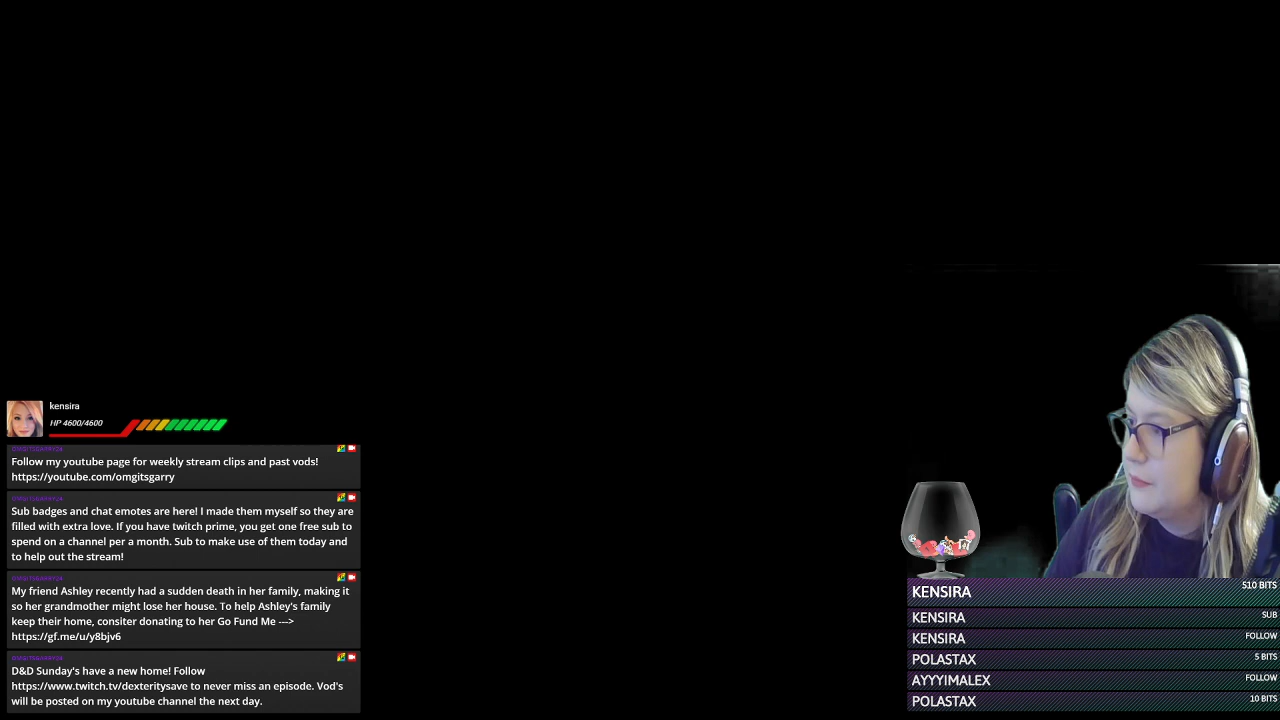 kensira
HP 4600/4600
OMGITSGARRY24
Follow my youtube page for weekly stream clips and past vods!
https://youtube.com/omgitsgarry
OMGITSGARRY24
Sub badges and chat emotes are here! I made them myself so they are
filled with extra love. If you have twitch prime, you get one free sub to
spend on a channel per a month. Sub to make use of them today and
to help out the stream!
OMGITSGARRY24
My friend Ashley recently had a sudden death in her family, making it
so her grandmother might lose her house. To help Ashley's family
keep their home, consiter donating to her Go Fund Me --->
https://gf.me/u/y8bjv6
OMGITSGARRY24
D&D Sunday's have a new home! Follow
https://www.twitch.tv/dexteritysave to never miss an episode. Vod's
will be posted on my youtube channel the next day.
KENSIRA 510 BITS
KENSIRA SUB
KENSIRA FOLLOW
POLASTAX 5 BITS
AYYYIMALEX FOLLOW
POLASTAX 10 BITS